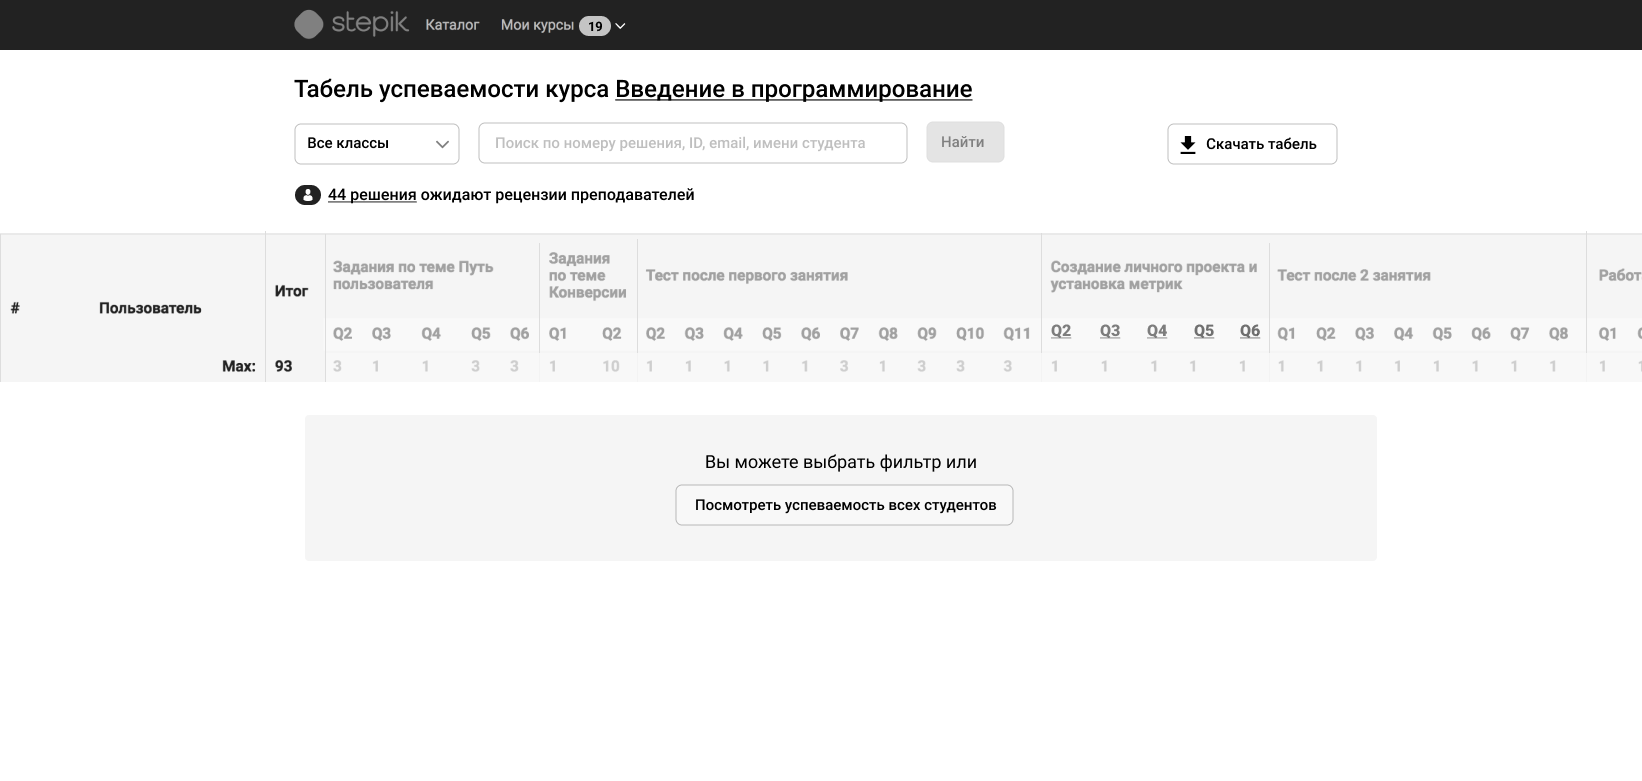 stepik Каталог Мои курсы 19
Табель успеваемости курса Введение в программирование
Все классы Поиск по номеру решения, ID, email, имени студента Найти Скачать табель
44 решения ожидают рецензии преподавателей
# Пользователь Итог
Задания по теме Путь
пользователя
Задания
по теме
Конверсии
Тест после первого занятия
Создание личного проекта и
установка метрик
Тест после 2 занятия
Работ
Q2 Q3 Q4 Q5 Q6 Q1 Q2 Q2 Q3 Q4 Q5 Q6 Q7 Q8 Q9 Q10 Q11 Q2 Q3 Q4 Q5 Q6 Q1 Q2 Q3 Q4 Q5 Q6 Q7 Q8 Q1
Max: 93 3 1 1 3 3 1 10 1 1 1 1 1 3 1 3 3 3 1 1 1 1 1 1 1 1 1 1 1 1 1 1
Вы можете выбрать фильтр или
Посмотреть успеваемость всех студентов